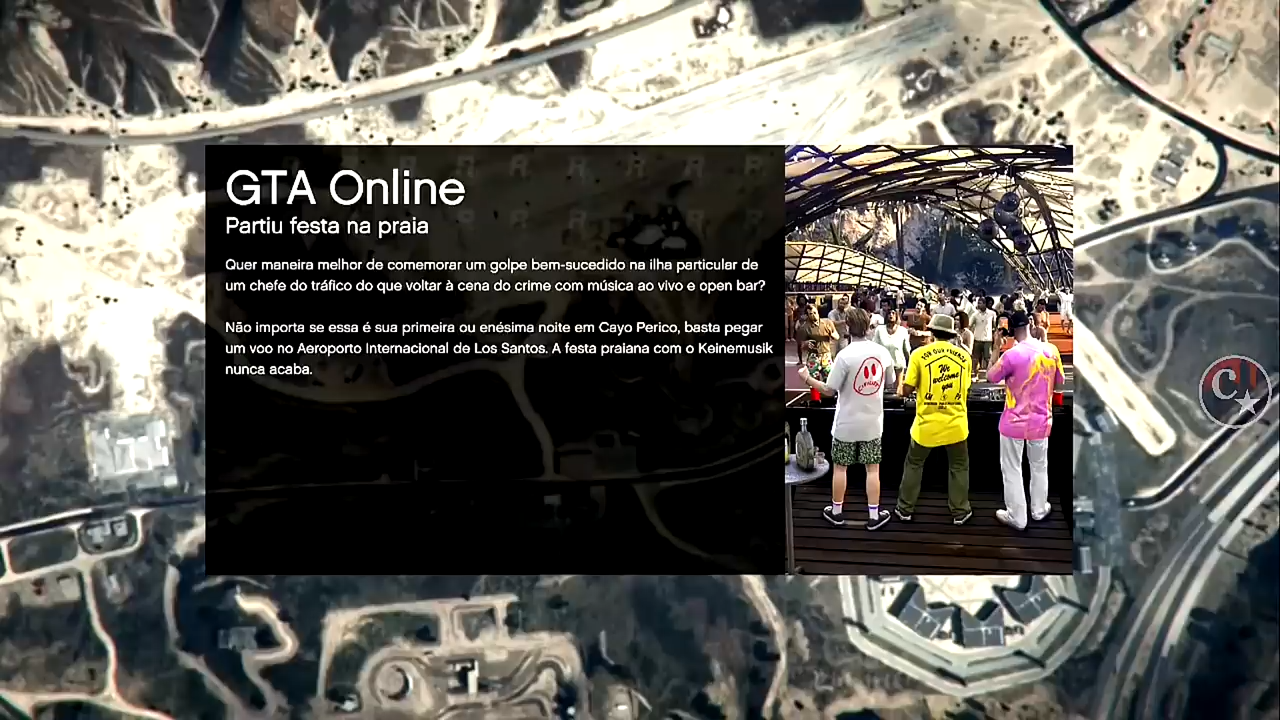 GTA Online
Partiu festa na praia
Quer maneira melhor de comemorar um golpe bem-sucedido na ilha particular de
um chefe do tráfico do que voltar à cena do crime com música ao vivo e open bar?
Não importa se essa é sua primeira ou enésima noite em Cayo Perico, basta pegar
um voo no Aeroporto Internacional de Los Santos. A festa praiana com o Keinemusik
nunca acaba.
FOR OUR FRIENDS
We
welcome
you